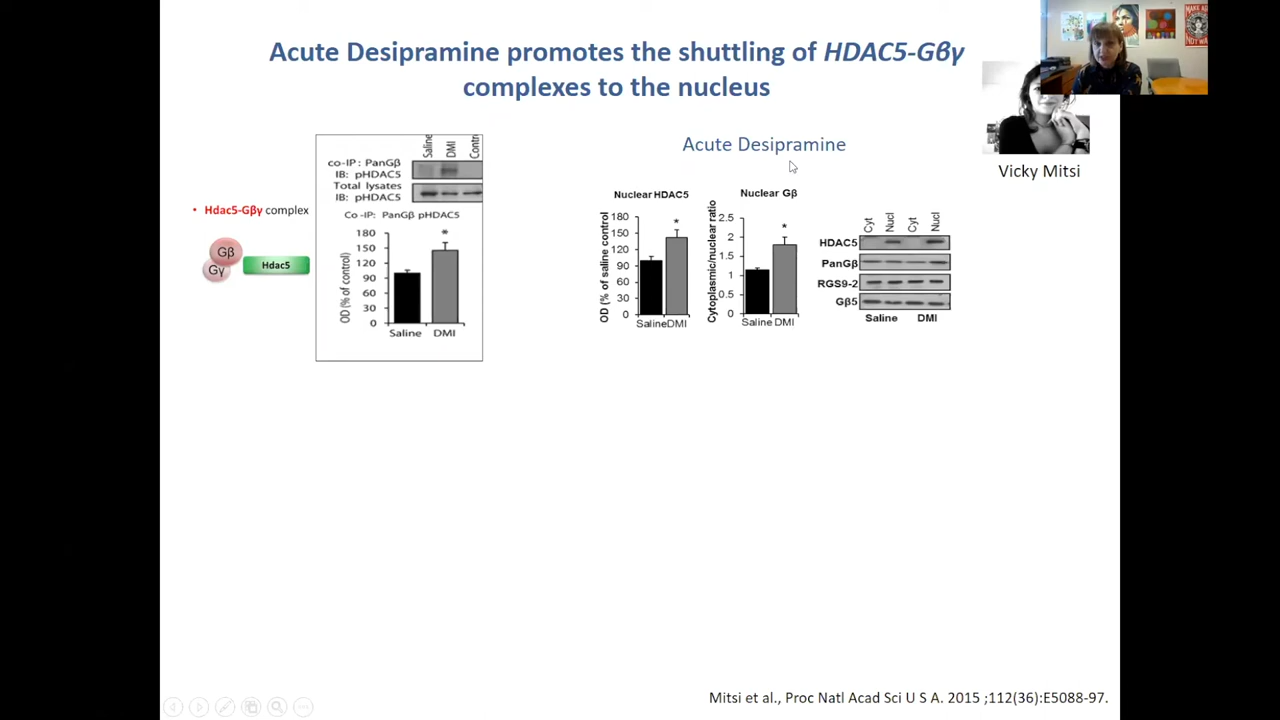 Acute Desipramine promotes the shuttling of HDAC5-Gβγ
complexes to the nucleus
Vicky Mitsi
• Hdac5-Gβγ complex
Gβ
Gγ
Hdac5
Saline
DMI
Contr
co-IP: PanGβ
IB: pHDAC5
Total lysates
IB: pHDAC5
Co-IP: PanGβ pHDAC5
OD (% of control)
180
150
120
90
60
30
0
*
Saline DMI
Acute Desipramine
Nuclear HDAC5
OD (% of saline control)
180
150
120
90
60
30
0
*
SalineDMI
Nuclear Gβ
Cytoplasmic/nuclear ratio
2.5
2
1.5
1
0.5
0
*
Saline DMI
Cyt
Nucl
Cyt
Nucl
HDAC5
PanGβ
RGS9-2
Gβ5
Saline DMI
Mitsi et al., Proc Natl Acad Sci U S A. 2015 ;112(36):E5088-97.